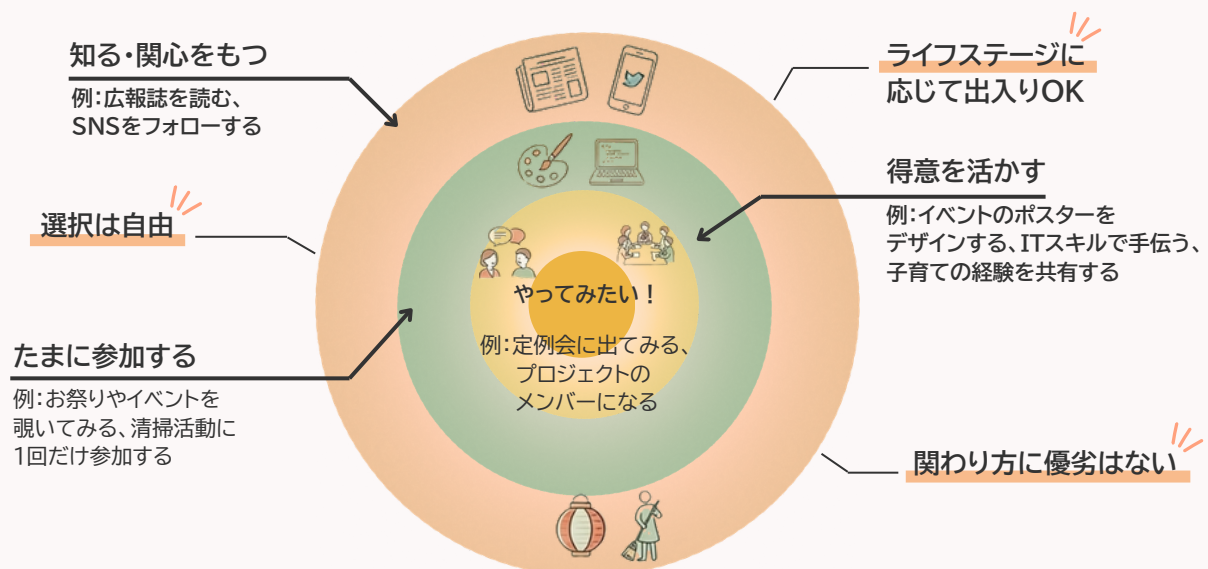 知る・関心をもつ
例：広報誌を読む、
SNSをフォローする
ライフステージに
応じて出入りOK
選択は自由
得意を活かす
例：イベントのポスターを
デザインする、ITスキルで手伝う、
子育ての経験を共有する
やってみたい！
例：定例会に出てみる、
プロジェクトの
メンバーになる
たまに参加する
例：お祭りやイベントを
覗いてみる、清掃活動に
1回だけ参加する
関わり方に優劣はない